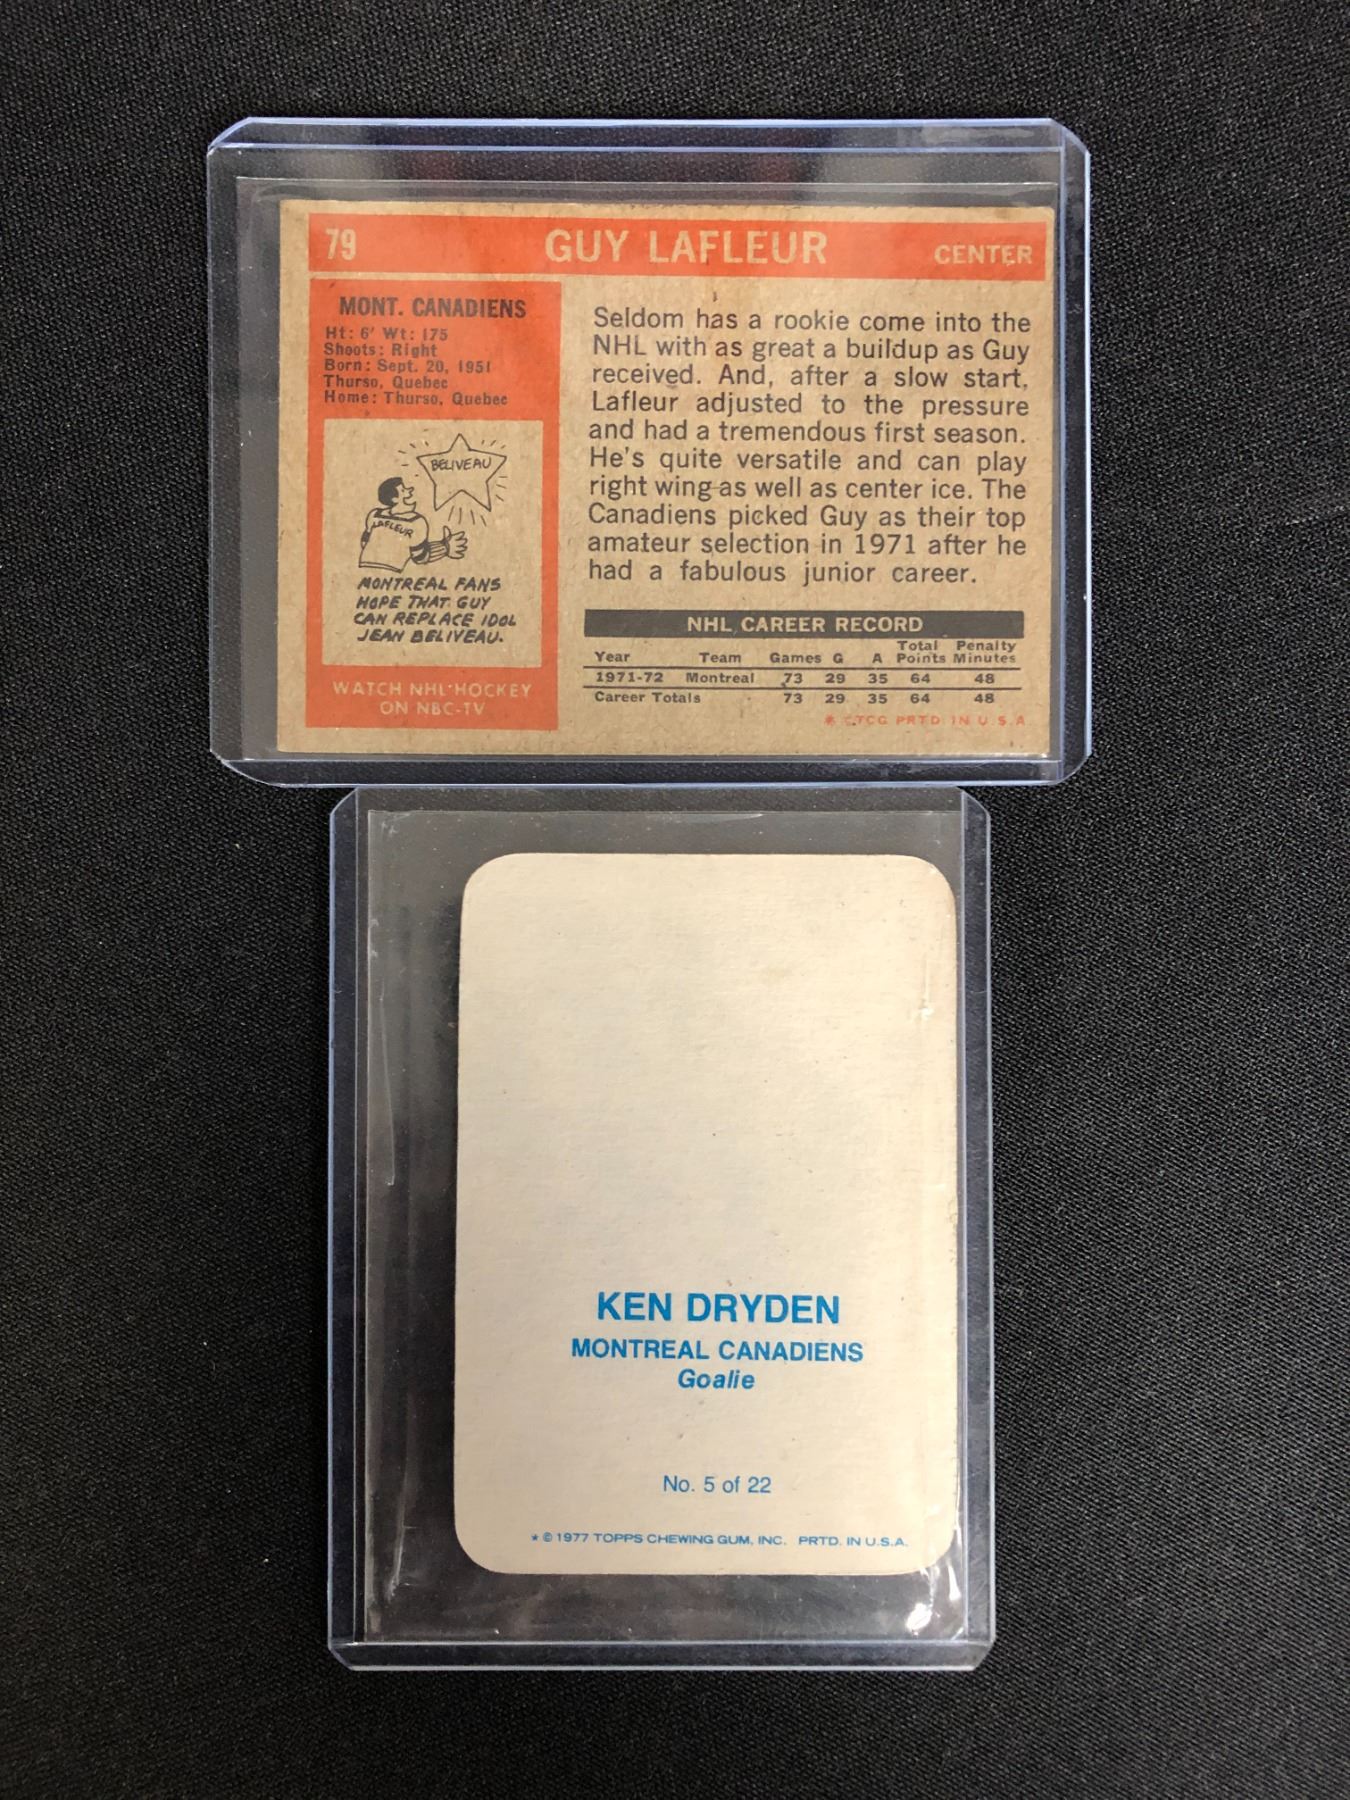 79 GUY LAFLEUR CENTER
MONT. CANADIENS
Ht: 6' Wt: 175
Shoots: Right
Born: Sept. 20, 1951
Thurso, Quebec
Home: Thurso, Quebec
BELIVEAU
LAFLEUR
MONTREAL FANS
HOPE THAT GUY
CAN REPLACE IDOL
JEAN BELIVEAU.
WATCH NHL HOCKEY
ON NBC-TV
Seldom has a rookie come into the
NHL with as great a buildup as Guy
received. And, after a slow start,
Lafleur adjusted to the pressure
and had a tremendous first season.
He's quite versatile and can play
right wing as well as center ice. The
Canadiens picked Guy as their top
amateur selection in 1971 after he
had a fabulous junior career.
NHL CAREER RECORD
Year Team Games G A Total Points Penalty Minutes
1971-72 Montreal 73 29 35 64 48
Career Totals 73 29 35 64 48
* © T.C.G. PRTD. IN U.S.A.
KEN DRYDEN
MONTREAL CANADIENS
Goalie
No. 5 of 22
* © 1977 TOPPS CHEWING GUM, INC. PRTD. IN U.S.A.